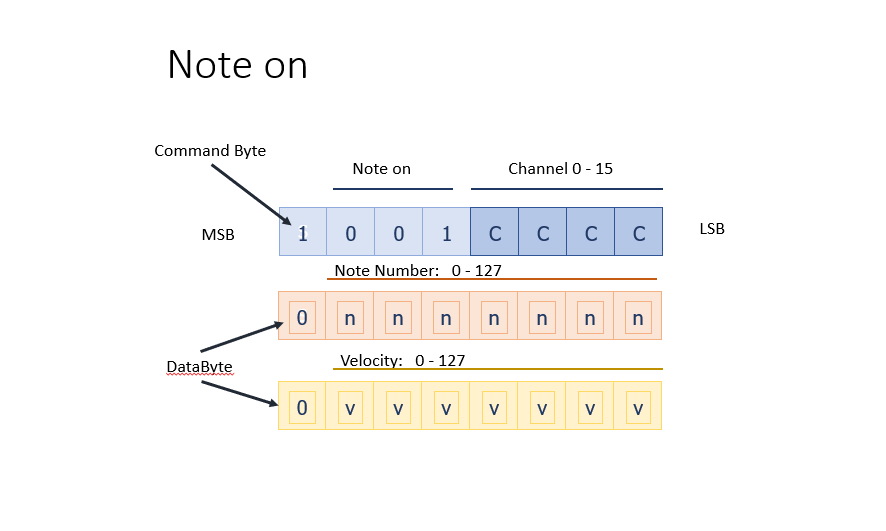 Note on
Command Byte
Note on
Channel 0 - 15
MSB
1 0 0 1 C C C C
LSB
Note Number: 0 - 127
0 n n n n n n n
Velocity: 0 - 127
DataByte
0 v v v v v v v